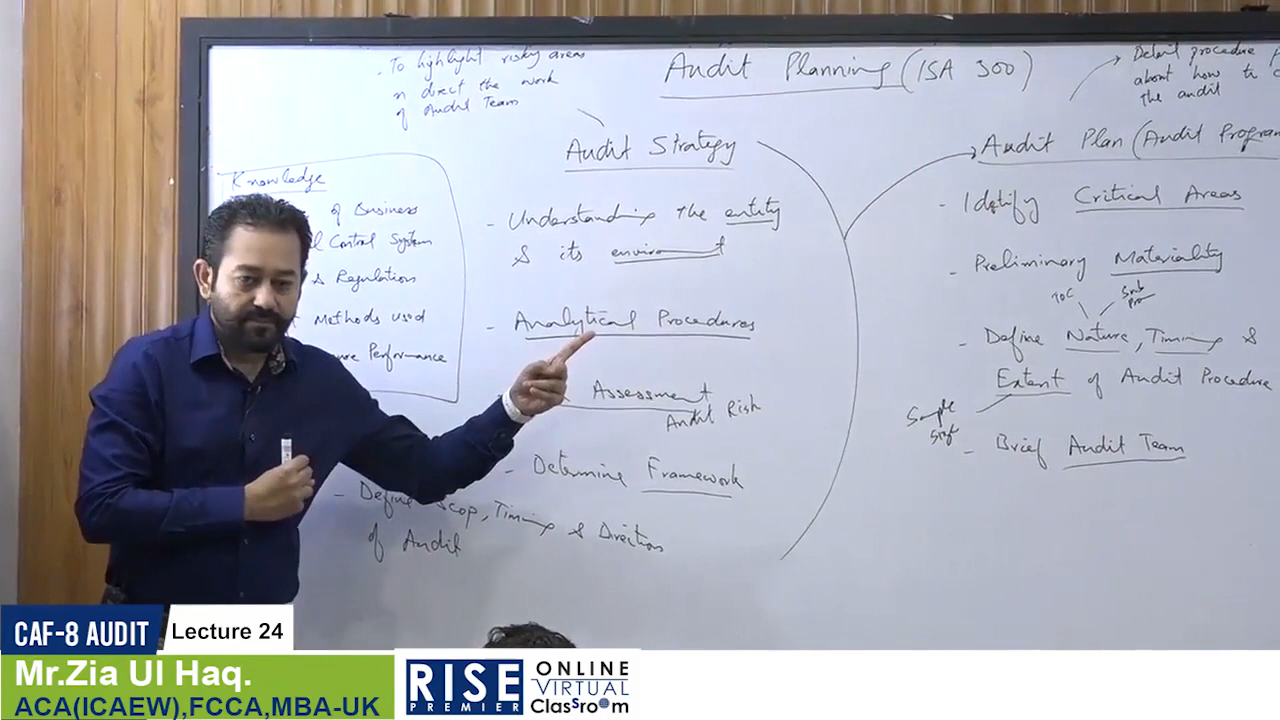 - To highlight risky areas
n direct the work
of Audit Team
Audit Planning (ISA 300)
Detail procedure
about how to
the audit
Audit Strategy
- Understanding the entity
& its environmt
- Analytical Procedures
Assessment
Audit Risk
- Determine Framework
- Define Scop, Timing & Direction
of Audit
Knowledge
of Business
Control System
& Regulation
Methods used
Performance
Audit Plan (Audit Program
- Idtify Critical Areas
- Preliminary Materiality
TOC
Sub
pro
- Define Nature, Timing &
Extent of Audit Procedure
Sample
- Brief Audit Team
CAF-8 AUDIT
Lecture 24
Mr.Zia Ul Haq.
ACA(ICAEW),FCCA,MBA-UK
RISE
PREMIER
ONLINE
VIRTUAL
ClasSroom